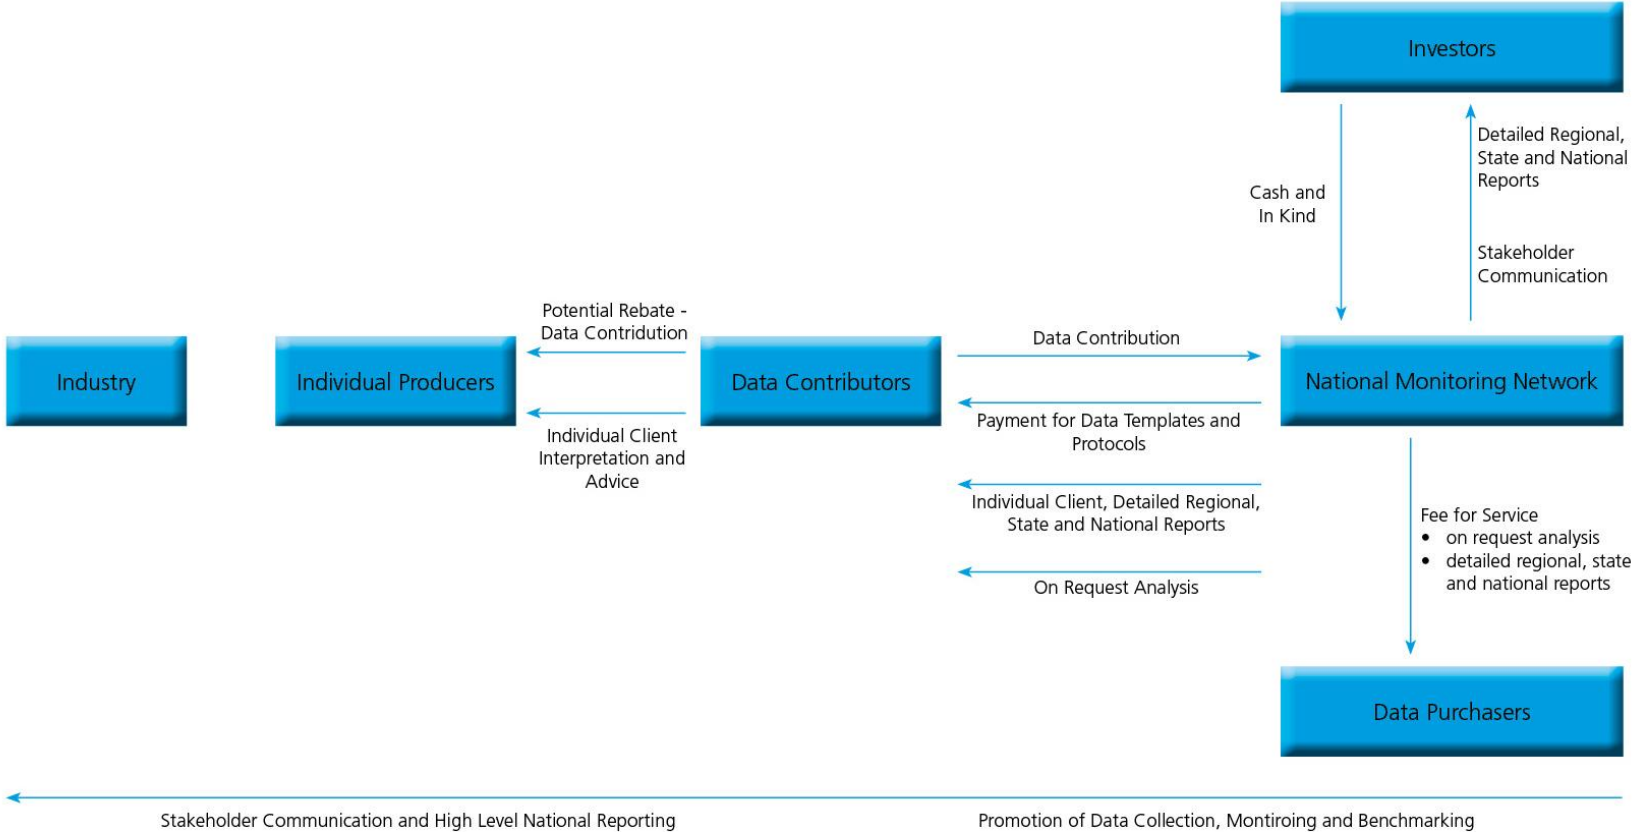 Investors
Detailed Regional,
State and National
Reports
Cash and
In Kind
Stakeholder
Communication
Potential Rebate -
Data Contridution
Data Contribution
Industry
Individual Producers
Data Contributors
National Monitoring Network
Payment for Data Templates and
Protocols
Individual Client
Interpretation and
Advice
Individual Client, Detailed Regional,
State and National Reports
Fee for Service
• on request analysis
• detailed regional, state
and national reports
On Request Analysis
Data Purchasers
Stakeholder Communication and High Level National Reporting
Promotion of Data Collection, Montiroing and Benchmarking